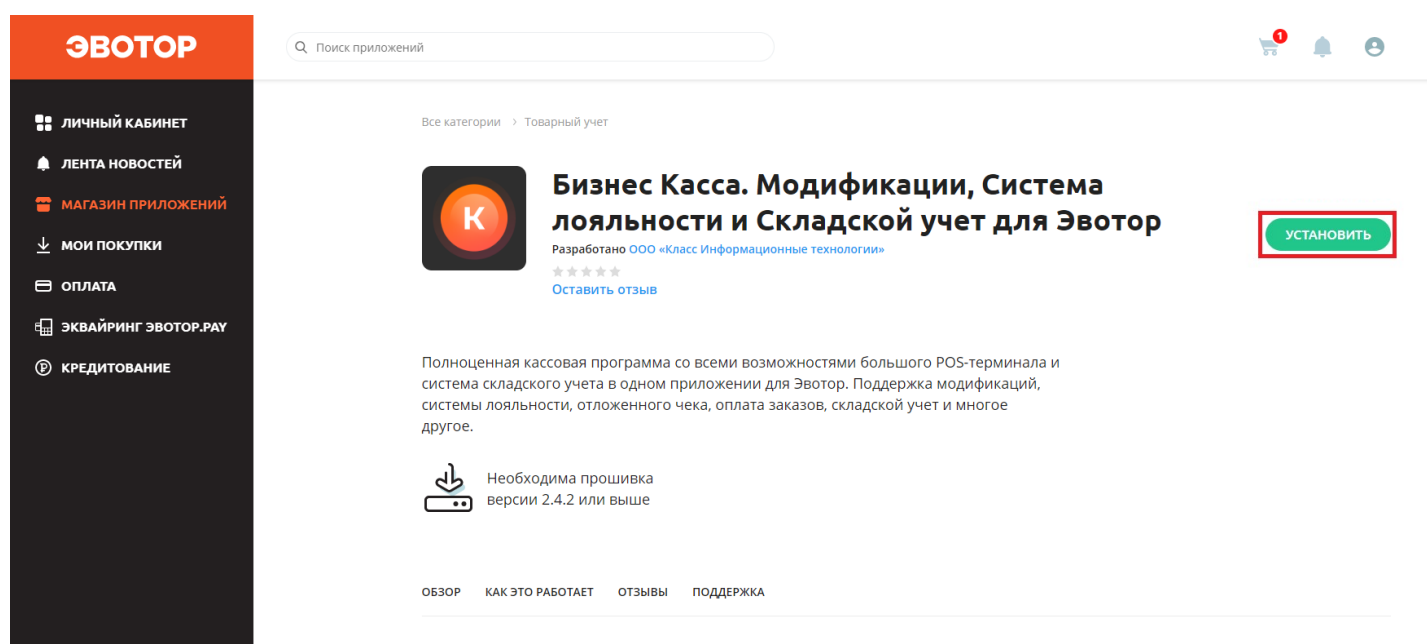 ЭВОТОР
Поиск приложений
1
ЛИЧНЫЙ КАБИНЕТ
ЛЕНТА НОВОСТЕЙ
МАГАЗИН ПРИЛОЖЕНИЙ
МОИ ПОКУПКИ
ОПЛАТА
ЭКВАЙРИНГ ЭВОТОР.PAY
КРЕДИТОВАНИЕ
Все категории > Товарный учет
К
Бизнес Касса. Модификации, Система
лояльности и Складской учет для Эвотор
Разработано ООО «Класс Информационные технологии»
Оставить отзыв
УСТАНОВИТЬ
Полноценная кассовая программа со всеми возможностями большого POS-терминала и
система складского учета в одном приложении для Эвотор. Поддержка модификаций,
системы лояльности, отложенного чека, оплата заказов, складской учет и многое
другое.
Необходима прошивка
версии 2.4.2 или выше
ОБЗОР КАК ЭТО РАБОТАЕТ ОТЗЫВЫ ПОДДЕРЖКА